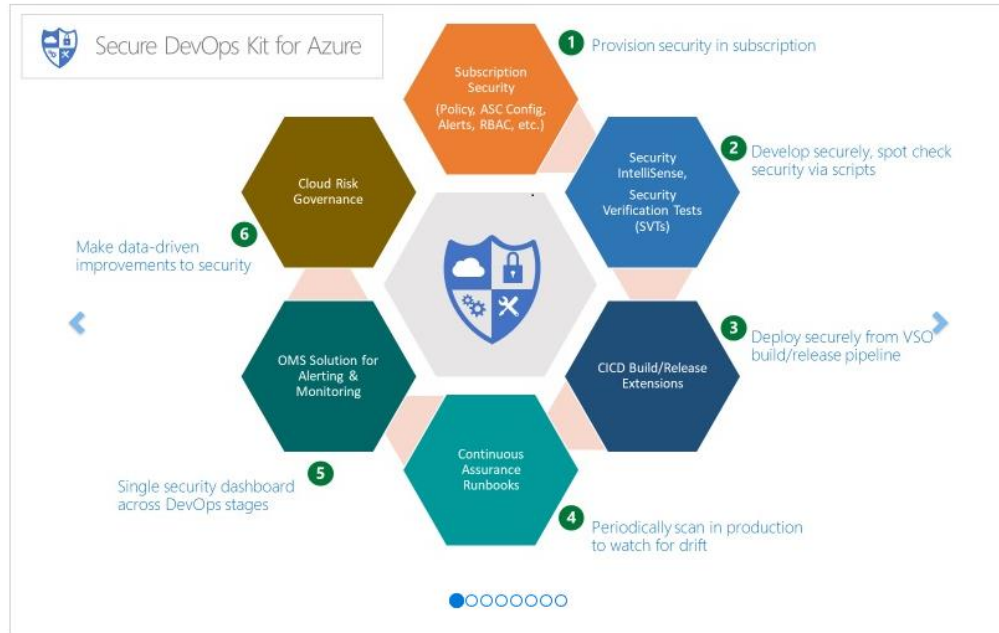 Secure DevOps Kit for Azure
Subscription
Security
(Policy, ASC Config,
Alerts, RBAC, etc.)
1
Provision security in subscription
Security
IntelliSense,
Security
Verification Tests
(SVTs)
2
Develop securely, spot check
security via scripts
CICD Build/Release
Extensions
3
Deploy securely from VSO
build/release pipeline
Continuous
Assurance
Runbooks
4
Periodically scan in production
to watch for drift
OMS Solution for
Alerting &
Monitoring
5
Single security dashboard
across DevOps stages
Cloud Risk
Governance
6
Make data-driven
improvements to security